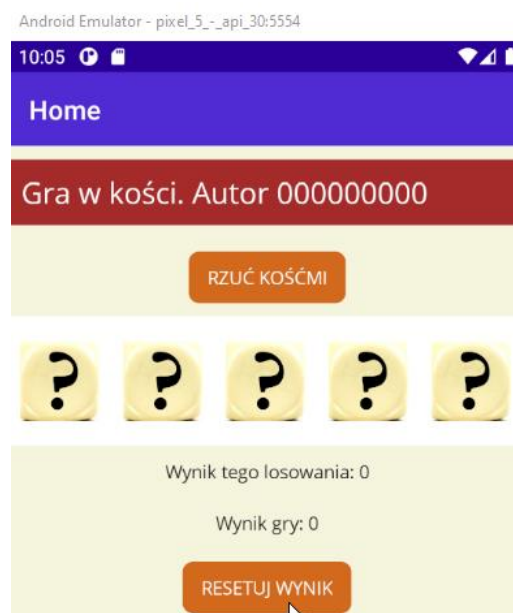 Android Emulator - pixel_5_-_api_30:5554
10:05
Home
Gra w kości. Autor 000000000
RZUĆ KOŚĆMI
? ? ? ? ?
Wynik tego losowania: 0
Wynik gry: 0
RESETUJ WYNIK